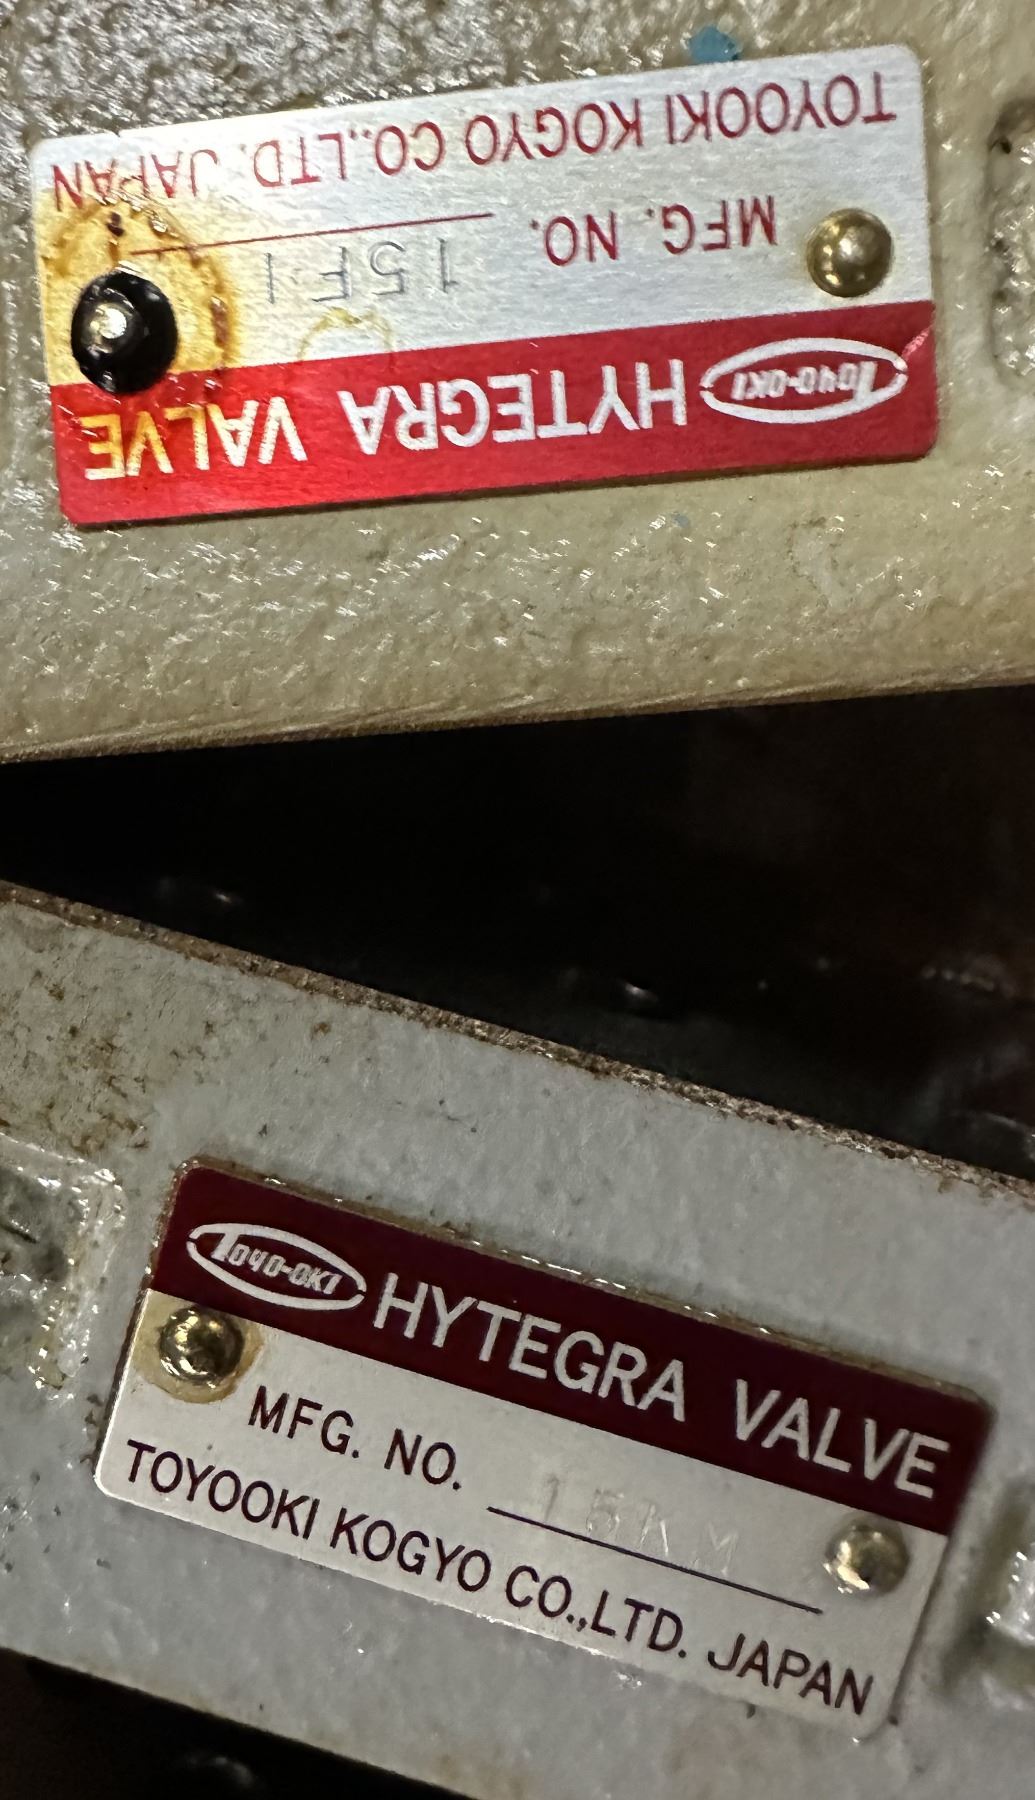 TOYO-OKI HYTEGRA VALVE
MFG. NO. 15F1
TOYOOKI KOGYO CO.,LTD. JAPAN
TOYO-OKI HYTEGRA VALVE
MFG. NO.
TOYOOKI KOGYO CO.,LTD. JAPAN